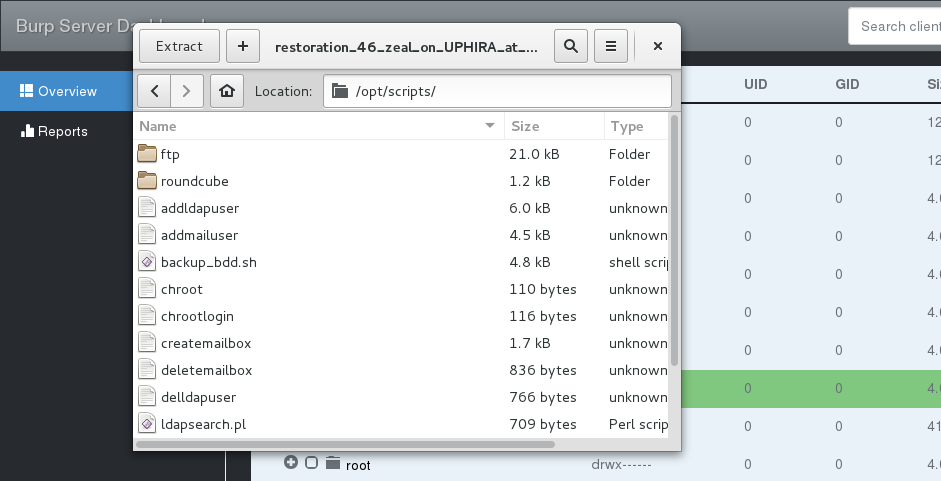 Burp Server Da
Search client
Extract
+
restoration_46_zeal_on_UPHIRA_at_...
Location:
/opt/scripts/
Overview
Reports
Name Size Type
ftp 21.0 kB Folder
roundcube 1.2 kB Folder
addldapuser 6.0 kB unknown
addmailuser 4.5 kB unknown
backup_bdd.sh 4.8 kB shell scrip
chroot 110 bytes unknown
chrootlogin 116 bytes unknown
createmailbox 1.7 kB unknown
deletemailbox 836 bytes unknown
delldapuser 766 bytes unknown
ldapsearch.pl 709 bytes Perl scrip
UID GID Si
0 0 12
0 0 12
0 0 4.0
0 0 4.0
0 0 4.0
0 0 4.0
0 0 4.0
0 0 4.0
0 0 41
root drwx------ 0 0 4.0